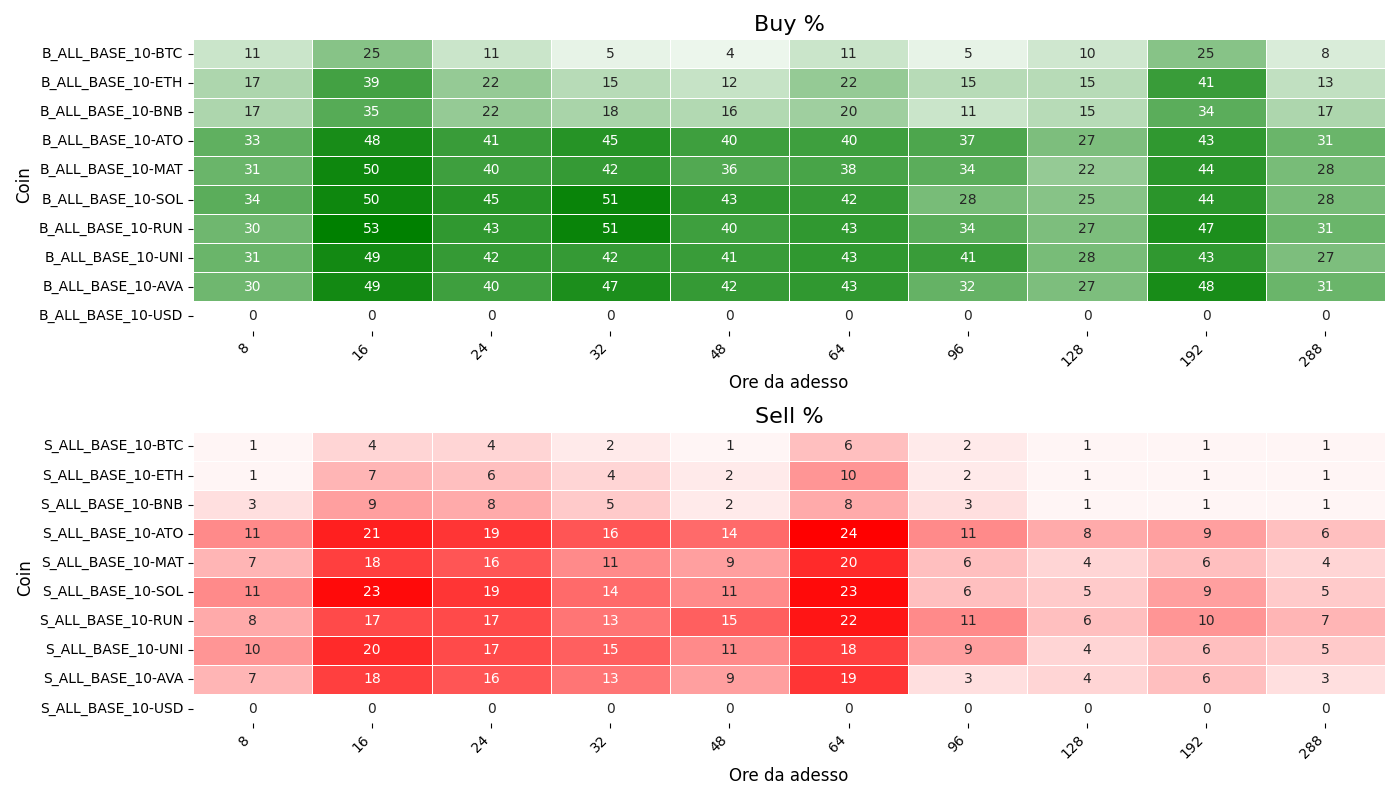 Buy %
Coin
B_ALL_BASE_10-BTC 11 25 11 5 4 11 5 10 25 8
B_ALL_BASE_10-ETH 17 39 22 15 12 22 15 15 41 13
B_ALL_BASE_10-BNB 17 35 22 18 16 20 11 15 34 17
B_ALL_BASE_10-ATO 33 48 41 45 40 40 37 27 43 31
B_ALL_BASE_10-MAT 31 50 40 42 36 38 34 22 44 28
B_ALL_BASE_10-SOL 34 50 45 51 43 42 28 25 44 28
B_ALL_BASE_10-RUN 30 53 43 51 40 43 34 27 47 31
B_ALL_BASE_10-UNI 31 49 42 42 41 43 41 28 43 27
B_ALL_BASE_10-AVA 30 49 40 47 42 43 32 27 48 31
B_ALL_BASE_10-USD 0 0 0 0 0 0 0 0 0 0
8 16 24 32 48 64 96 128 192 288
Ore da adesso
Sell %
Coin
S_ALL_BASE_10-BTC 1 4 4 2 1 6 2 1 1 1
S_ALL_BASE_10-ETH 1 7 6 4 2 10 2 1 1 1
S_ALL_BASE_10-BNB 3 9 8 5 2 8 3 1 1 1
S_ALL_BASE_10-ATO 11 21 19 16 14 24 11 8 9 6
S_ALL_BASE_10-MAT 7 18 16 11 9 20 6 4 6 4
S_ALL_BASE_10-SOL 11 23 19 14 11 23 6 5 9 5
S_ALL_BASE_10-RUN 8 17 17 13 15 22 11 6 10 7
S_ALL_BASE_10-UNI 10 20 17 15 11 18 9 4 6 5
S_ALL_BASE_10-AVA 7 18 16 13 9 19 3 4 6 3
S_ALL_BASE_10-USD 0 0 0 0 0 0 0 0 0 0
8 16 24 32 48 64 96 128 192 288
Ore da adesso